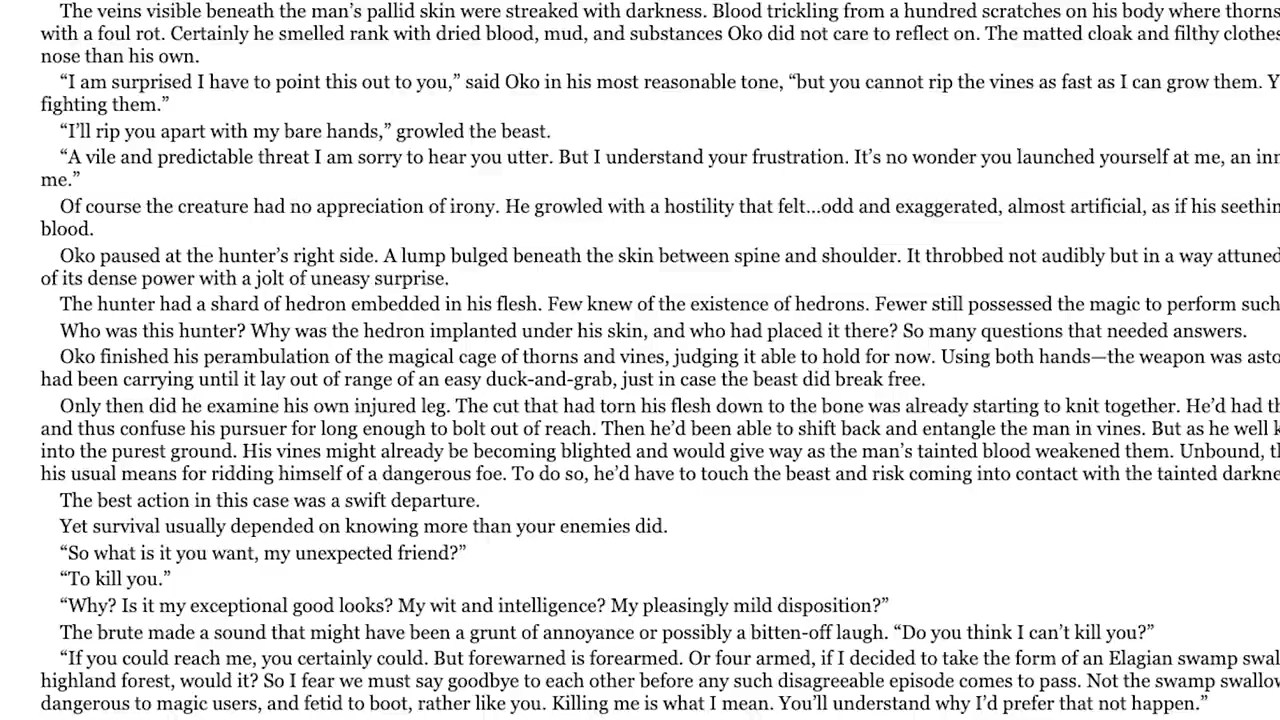 The veins visible beneath the man’s pallid skin were streaked with darkness. Blood trickling from a hundred scratches on his body where thorns
with a foul rot. Certainly he smelled rank with dried blood, mud, and substances Oko did not care to reflect on. The matted cloak and filthy clothes
nose than his own.
“I am surprised I have to point this out to you,” said Oko in his most reasonable tone, “but you cannot rip the vines as fast as I can grow them. Y
fighting them.”
“I’ll rip you apart with my bare hands,” growled the beast.
“A vile and predictable threat I am sorry to hear you utter. But I understand your frustration. It’s no wonder you launched yourself at me, an inn
me.”
Of course the creature had no appreciation of irony. He growled with a hostility that felt…odd and exaggerated, almost artificial, as if his seethin
blood.
Oko paused at the hunter’s right side. A lump bulged beneath the skin between spine and shoulder. It throbbed not audibly but in a way attuned
of its dense power with a jolt of uneasy surprise.
The hunter had a shard of hedron embedded in his flesh. Few knew of the existence of hedrons. Fewer still possessed the magic to perform such
Who was this hunter? Why was the hedron implanted under his skin, and who had placed it there? So many questions that needed answers.
Oko finished his perambulation of the magical cage of thorns and vines, judging it able to hold for now. Using both hands—the weapon was asto
had been carrying until it lay out of range of an easy duck-and-grab, just in case the beast did break free.
Only then did he examine his own injured leg. The cut that had torn his flesh down to the bone was already starting to knit together. He’d had th
and thus confuse his pursuer for long enough to bolt out of reach. Then he’d been able to shift back and entangle the man in vines. But as he well k
into the purest ground. His vines might already be becoming blighted and would give way as the man’s tainted blood weakened them. Unbound, th
his usual means for ridding himself of a dangerous foe. To do so, he’d have to touch the beast and risk coming into contact with the tainted darkne
The best action in this case was a swift departure.
Yet survival usually depended on knowing more than your enemies did.
“So what is it you want, my unexpected friend?”
“To kill you.”
“Why? Is it my exceptional good looks? My wit and intelligence? My pleasingly mild disposition?”
The brute made a sound that might have been a grunt of annoyance or possibly a bitten-off laugh. “Do you think I can’t kill you?”
“If you could reach me, you certainly could. But forewarned is forearmed. Or four armed, if I decided to take the form of an Elagian swamp swal
highland forest, would it? So I fear we must say goodbye to each other before any such disagreeable episode comes to pass. Not the swamp swallow
dangerous to magic users, and fetid to boot, rather like you. Killing me is what I mean. You’ll understand why I’d prefer that not happen.”